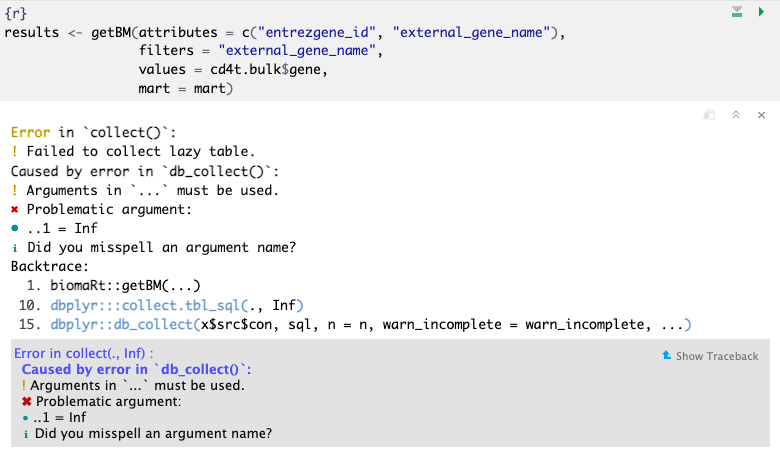 {r}
results <- getBM(attributes = c("entrezgene_id", "external_gene_name"),
filters = "external_gene_name",
values = cd4t.bulk$gene,
mart = mart)
Error in `collect()`:
! Failed to collect lazy table.
Caused by error in `db_collect()`:
! Arguments in `...` must be used.
✖ Problematic argument:
• ..1 = Inf
ℹ Did you misspell an argument name?
Backtrace:
1. biomaRt::getBM(...)
10. dbplyr:::collect.tbl_sql(., Inf)
15. dbplyr::db_collect(x$src$con, sql, n = n, warn_incomplete = warn_incomplete, ...)
Error in collect(., Inf) :
Show Traceback
Caused by error in `db_collect()`:
! Arguments in `...` must be used.
✖ Problematic argument:
• ..1 = Inf
ℹ Did you misspell an argument name?